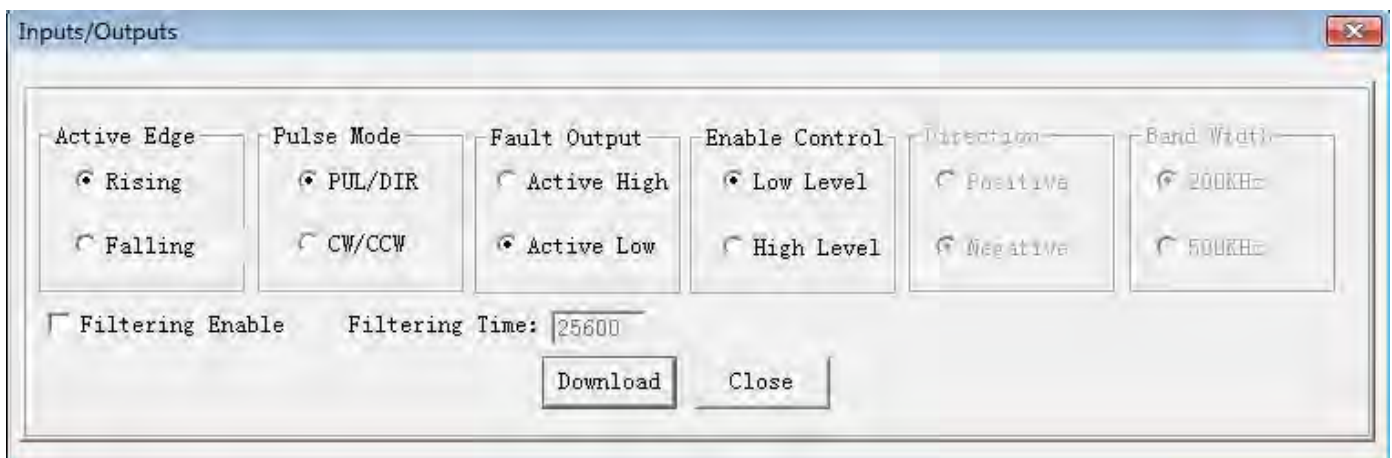 Inputs/Outputs
Active Edge Pulse Mode Fault Output Enable Control Direction Band Width
Rising PUL/DIR Active High Low Level Positive 200KHz
Falling CW/CCW Active Low High Level Negative 500KHz
Filtering Enable Filtering Time: 25600
Download Close